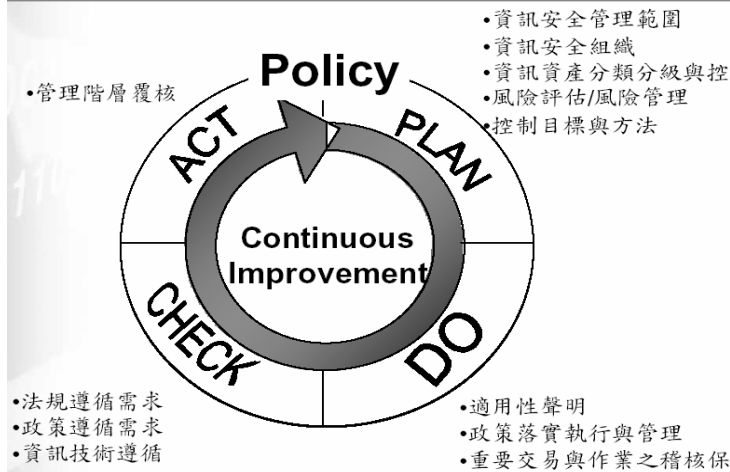 •資訊安全管理範圍
•資訊安全組織
•資訊資產分類分級與控
•風險評估/風險管理
•控制目標與方法
Policy
•管理階層覆核
ACT
PLAN
Continuous
Improvement
CHECK
DO
•法規遵循需求
•政策遵循需求
•資訊技術遵循
•適用性聲明
•政策落實執行與管理
•重要交易與作業之稽核保